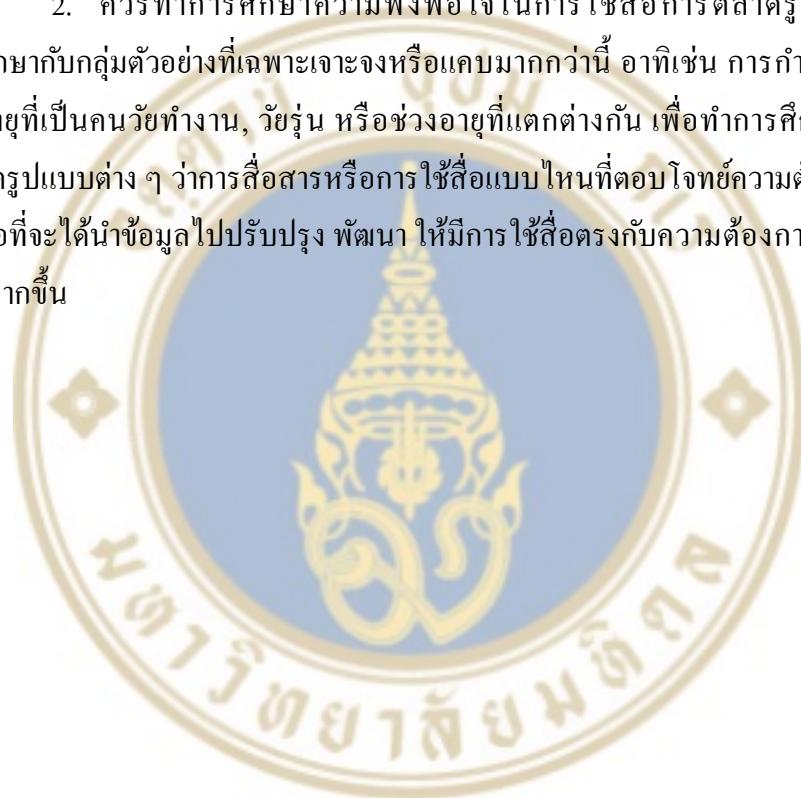 2. ควรทำการศึกษาความพึงพอใจในการใช้สื่อการตลาดรู
กษากับกลุ่มตัวอย่างที่เฉพาะเจาะจงหรือแคบมากกว่านี้ อาทิเช่น การกำ
ยุที่เป็นคนวัยทำงาน, วัยรุ่น หรือช่วงอายุที่แตกต่างกัน เพื่อทำการศึก
รูปแบบต่าง ๆ ว่าการสื่อสารหรือการใช้สื่อแบบไหนที่ตอบโจทย์ความต้
ที่จะได้นำข้อมูลไปปรับปรุง พัฒนา ให้มีการใช้สื่อตรงกับความต้องกา
ากขึ้น
มหาวิทยาลัยมหิดล